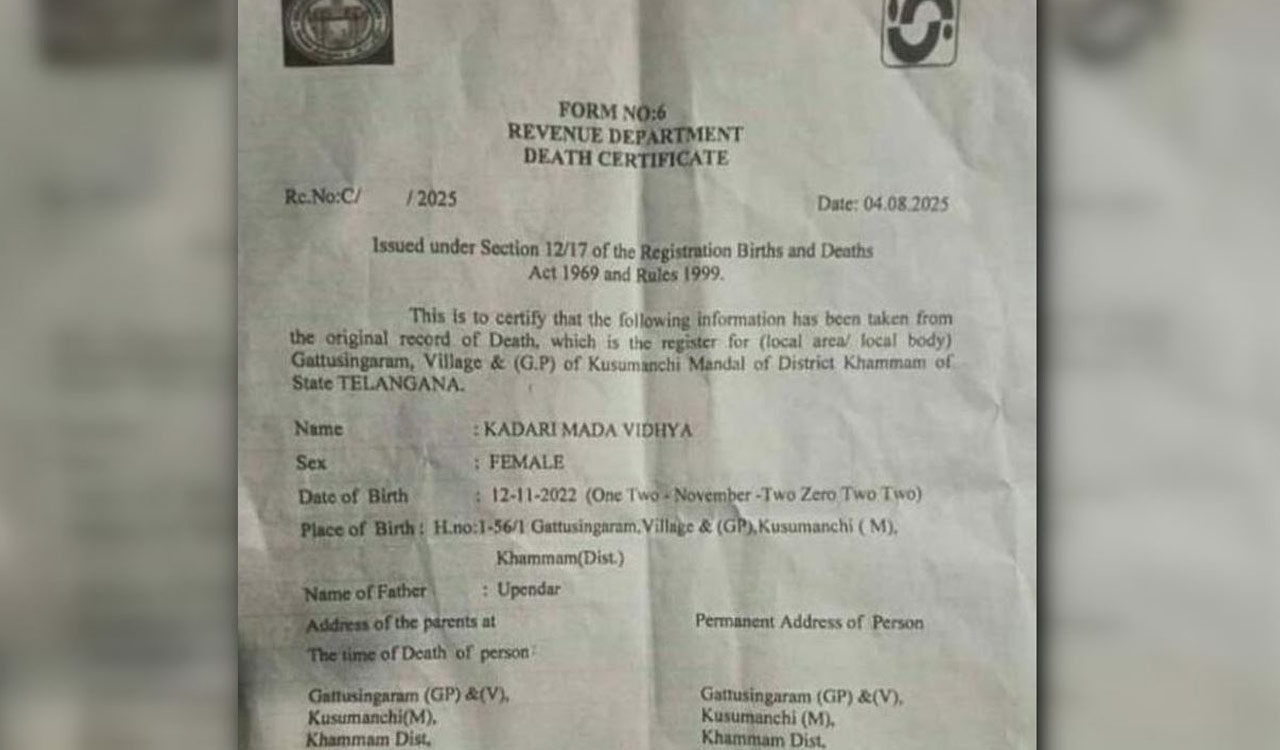 FORM NO:6
REVENUE DEPARTMENT
DEATH CERTIFICATE
Rc.No:C/ / 2025 Date: 04.08.2025
Issued under Section 12/17 of the Registration Births and Deaths
Act 1969 and Rules 1999.
This is to certify that the following information has been taken from
the original record of Death, which is the register for (local area/ local body)
Gattusingaram, Village & (G.P) of Kusumanchi Mandal of District Khammam of
State TELANGANA.
Name : KADARI MADA VIDHYA
Sex : FEMALE
Date of Birth : 12-11-2022 (One Two - November -Two Zero Two Two)
Place of Birth : H.no:1-56/1 Gattusingaram,Village & (GP),Kusumanchi ( M),
Khammam(Dist.)
Name of Father : Upendar
Address of the parents at Permanent Address of Person
The time of Death of person:
Gattusingaram (GP) &(V), Gattusingaram (GP) &(V),
Kusumanchi(M), Kusumanchi (M),
Khammam Dist, Khammam Dist,